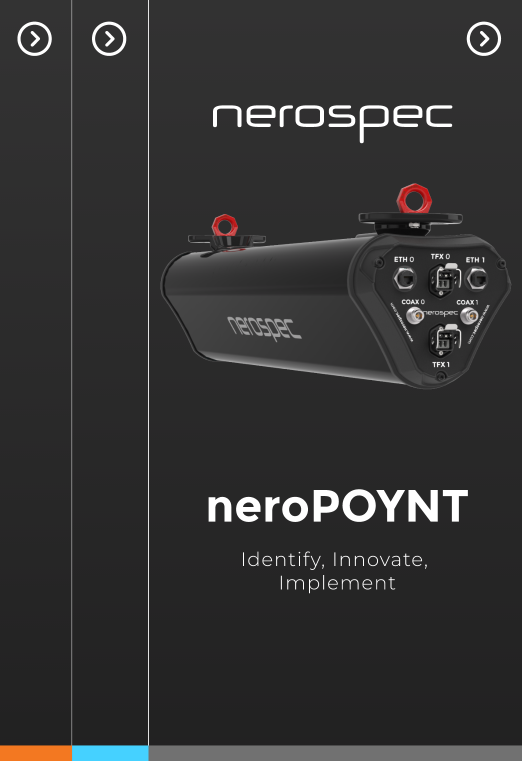 nerospec
ETH 0
TFX 0
ETH 1
COAX 0
COAX 1
nerospec
nerospec
TFX 1
neroPOYNT
Identify, Innovate,
Implement